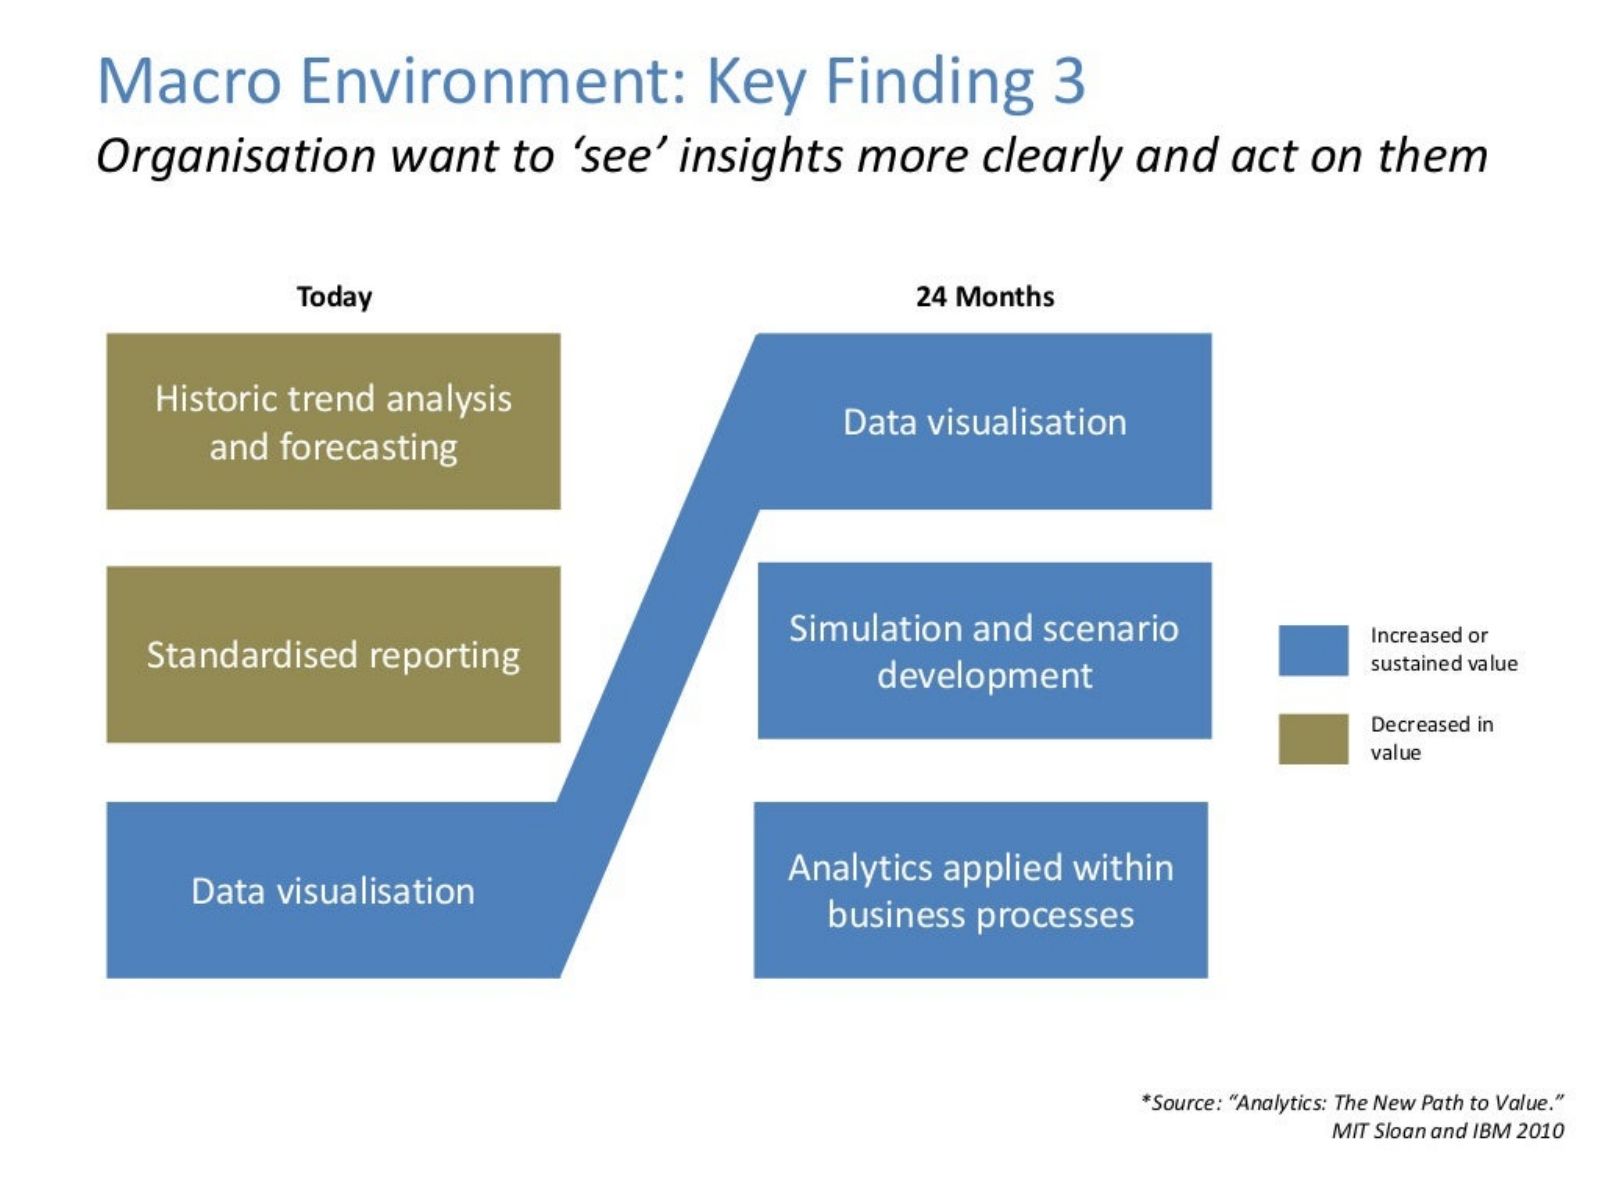 Macro Environment: Key Finding 3
Organisation want to ‘see’ insights more clearly and act on them
Today
Historic trend analysis
and forecasting
Standardised reporting
Data visualisation
24 Months
Data visualisation
Simulation and scenario
development
Analytics applied within
business processes
Increased or
sustained value
Decreased in
value
*Source: “Analytics: The New Path to Value.”
MIT Sloan and IBM 2010